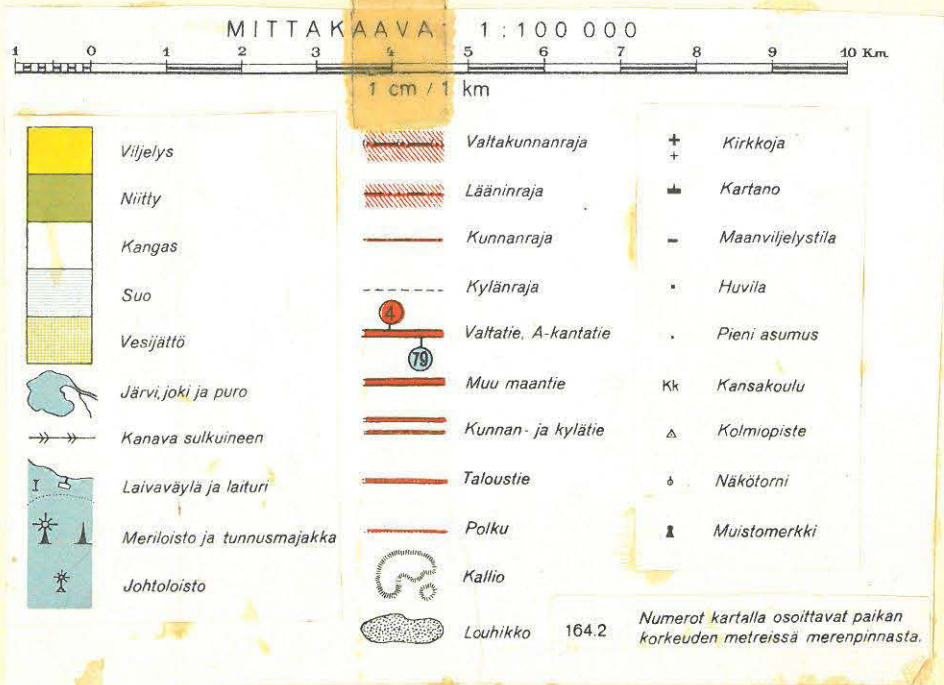 MITTAKAAVA 1:100 000
1 0 1 2 3 4 5 6 7 8 9 10 Km.
1 cm / 1 km
Viljelys
Niitty
Kangas
Suo
Vesijättö
Järvi, joki ja puro
Kanava sulkuineen
I
Laivaväylä ja laituri
Meriloisto ja tunnusmajakka
Johtoloisto
Valtakunnanraja
Lääninraja
Kunnanraja
Kylänraja
4
Valtatie, A-kantatie
79
Muu maantie
Kunnan- ja kylätie
Taloustie
Polku
Kallio
Louhikko
Kirkkoja
Kartano
Maanviljelystila
Huvila
Pieni asumus
Kk Kansakoulu
Kolmiopiste
Näkötorni
Muistomerkki
164.2 Numerot kartalla osoittavat paikan
korkeuden metreissä merenpinnasta.